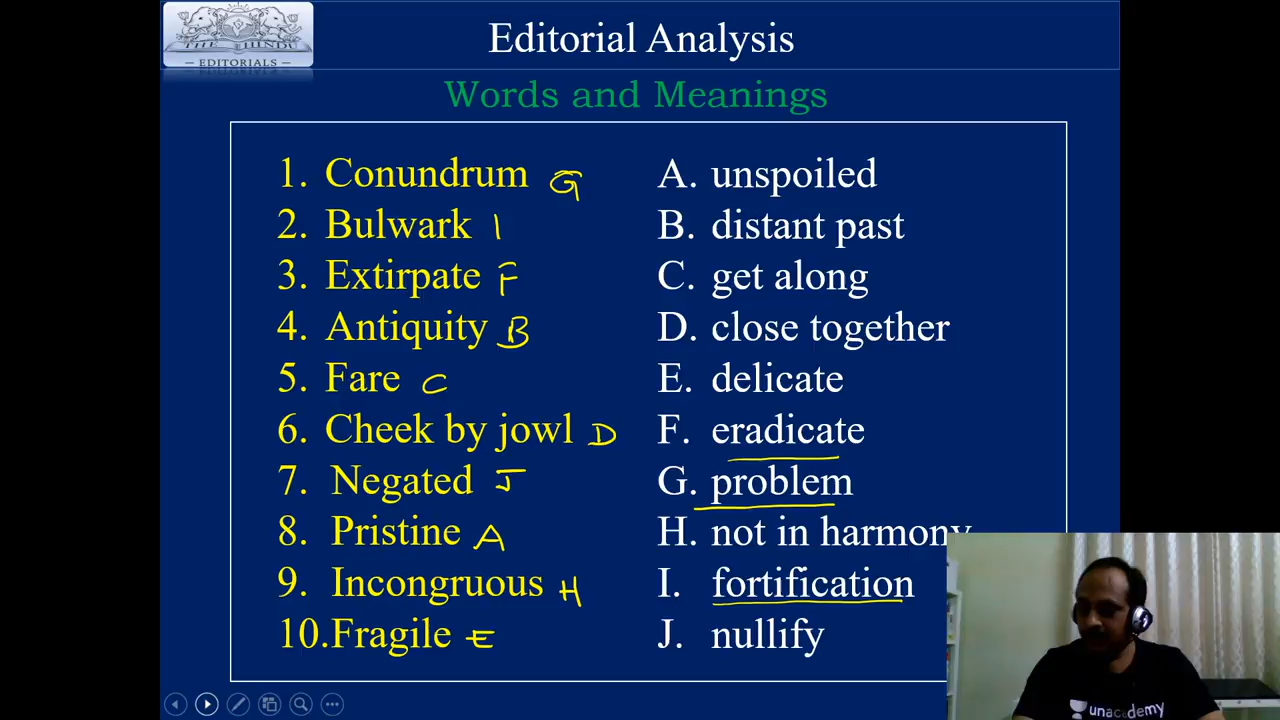 THE HINDU
— EDITORIALS —
Editorial Analysis
Words and Meanings
1. Conundrum G
2. Bulwark I
3. Extirpate F
4. Antiquity B
5. Fare C
6. Cheek by jowl D
7. Negated J
8. Pristine A
9. Incongruous H
10.Fragile E
A. unspoiled
B. distant past
C. get along
D. close together
E. delicate
F. eradicate
G. problem
H. not in harmony
I. fortification
J. nullify
unacademy